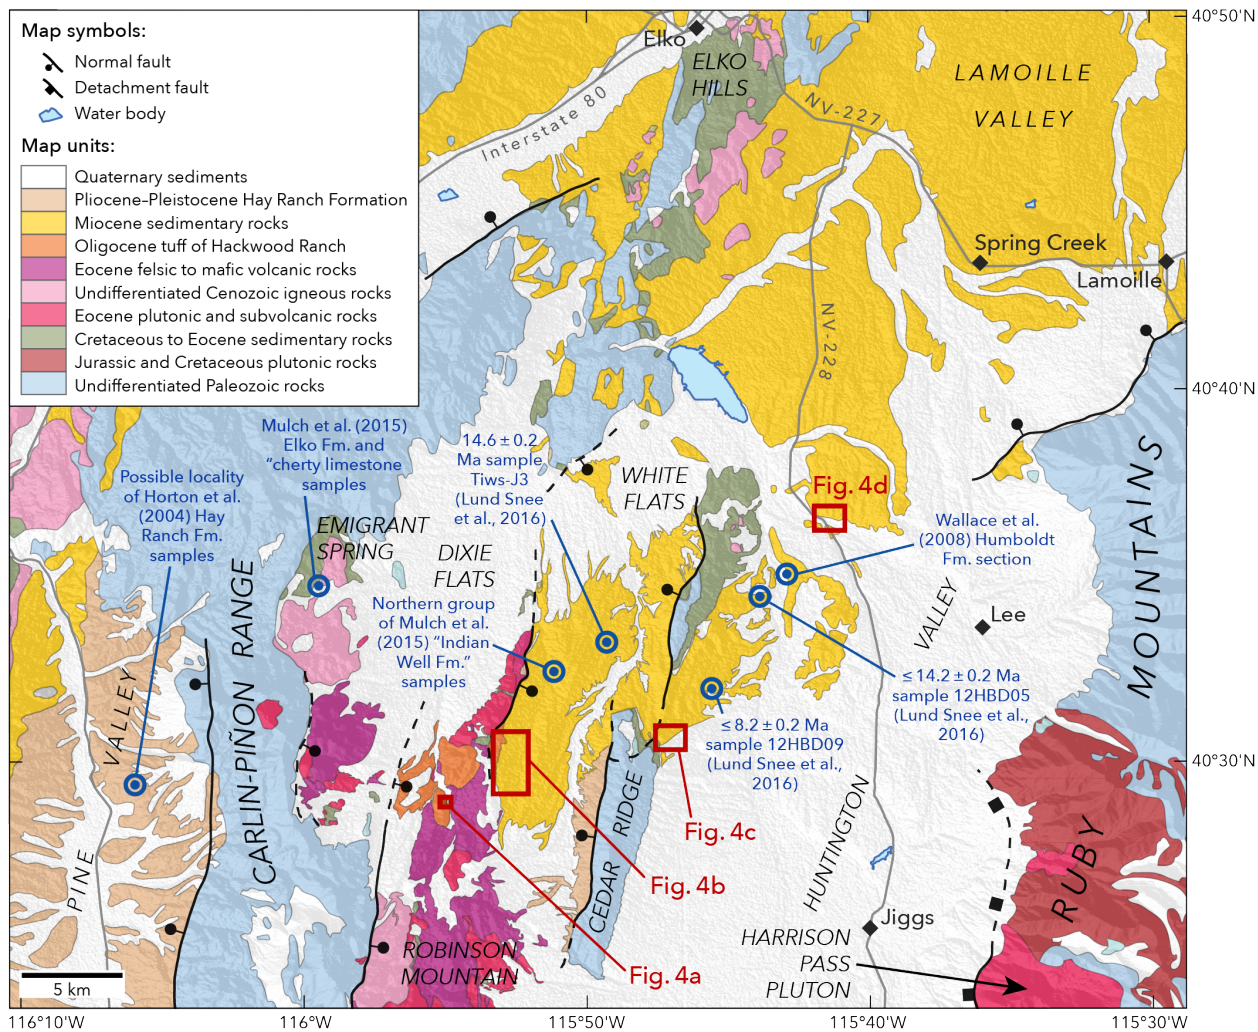 Map symbols:
Normal fault
Detachment fault
Water body
Map units:
Quaternary sediments
Pliocene–Pleistocene Hay Ranch Formation
Miocene sedimentary rocks
Oligocene tuff of Hackwood Ranch
Eocene felsic to mafic volcanic rocks
Undifferentiated Cenozoic igneous rocks
Eocene plutonic and subvolcanic rocks
Cretaceous to Eocene sedimentary rocks
Jurassic and Cretaceous plutonic rocks
Undifferentiated Paleozoic rocks
Elko
ELKO
HILLS
LAMOILLE
VALLEY
Interstate 80
NV-227
NV-228
Spring Creek
Lamoille
40°50'N
40°40'N
40°30'N
Mulch et al. (2015)
Elko Fm. and
“cherty limestone
samples
Possible locality
of Horton et al.
(2004) Hay
Ranch Fm.
samples
14.6 ± 0.2
Ma sample
Tiws-J3
(Lund Snee
et al., 2016)
WHITE
FLATS
Fig. 4d
EMIGRANT
SPRING
DIXIE
FLATS
Wallace et al.
(2008) Humboldt
Fm. section
Northern group
of Mulch et al.
(2015) “Indian
Well Fm.”
samples
Lee
≤ 14.2 ± 0.2 Ma
sample 12HBD05
(Lund Snee et al.,
2016)
≤ 8.2 ± 0.2 Ma
sample 12HBD09
(Lund Snee et al.,
2016)
PINE
VALLEY
CARLIN-PIÑON RANGE
CEDAR RIDGE
HUNTINGTON
VALLEY
RUBY
MOUNTAINS
Fig. 4c
Fig. 4b
Fig. 4a
ROBINSON
MOUNTAIN
Jiggs
HARRISON
PASS
PLUTON
5 km
116°10'W
116°W
115°50'W
115°40'W
115°30'W